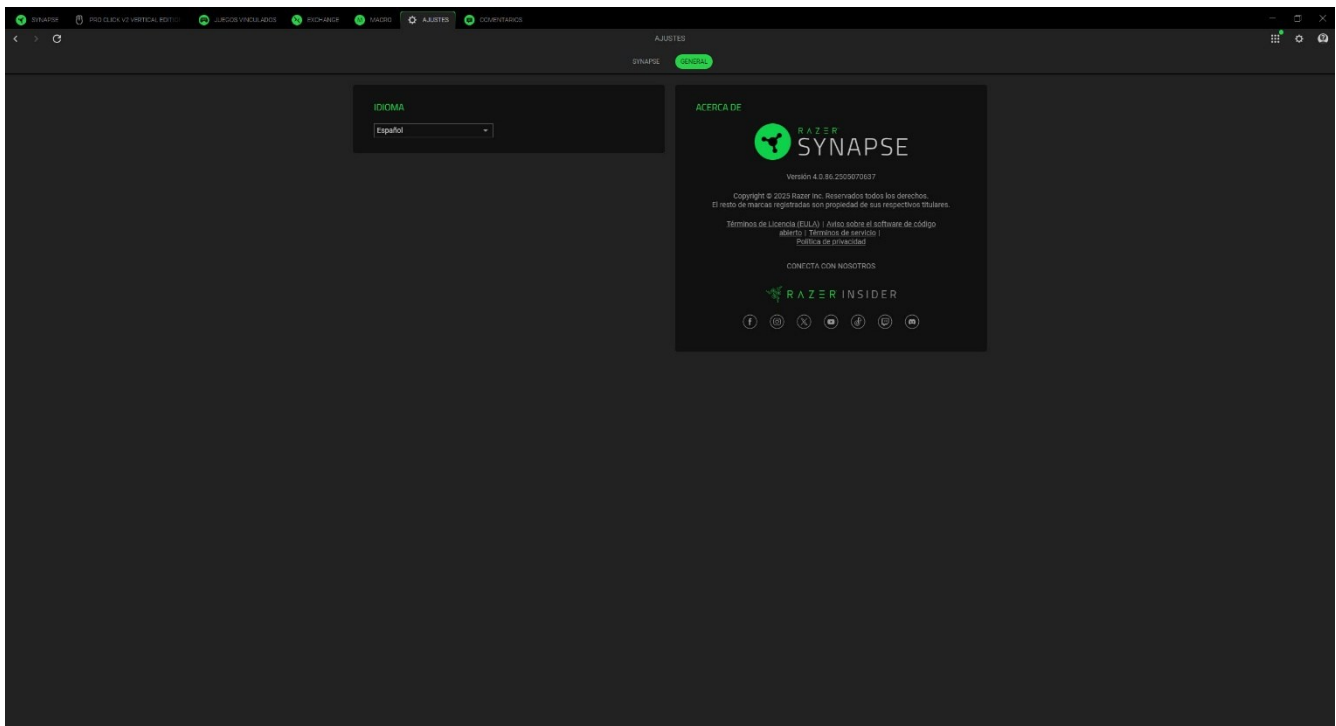 SYNAPSE
PRO CLICK V2 VERTICAL EDITIO
JUEGOS VINCULADOS
EXCHANGE
MACRO
AJUSTES
COMENTARIOS
AJUSTES
SYNAPSE
GENERAL
IDIOMA
Español
ACERCA DE
RAZER
SYNAPSE
Versión 4.0.86.2505070637
Copyright © 2025 Razer Inc. Reservados todos los derechos.
El resto de marcas registradas son propiedad de sus respectivos titulares.
Términos de Licencia (EULA) | Aviso sobre el software de código
abierto | Términos de servicio |
Política de privacidad
CONECTA CON NOSOTROS
RAZER INSIDER